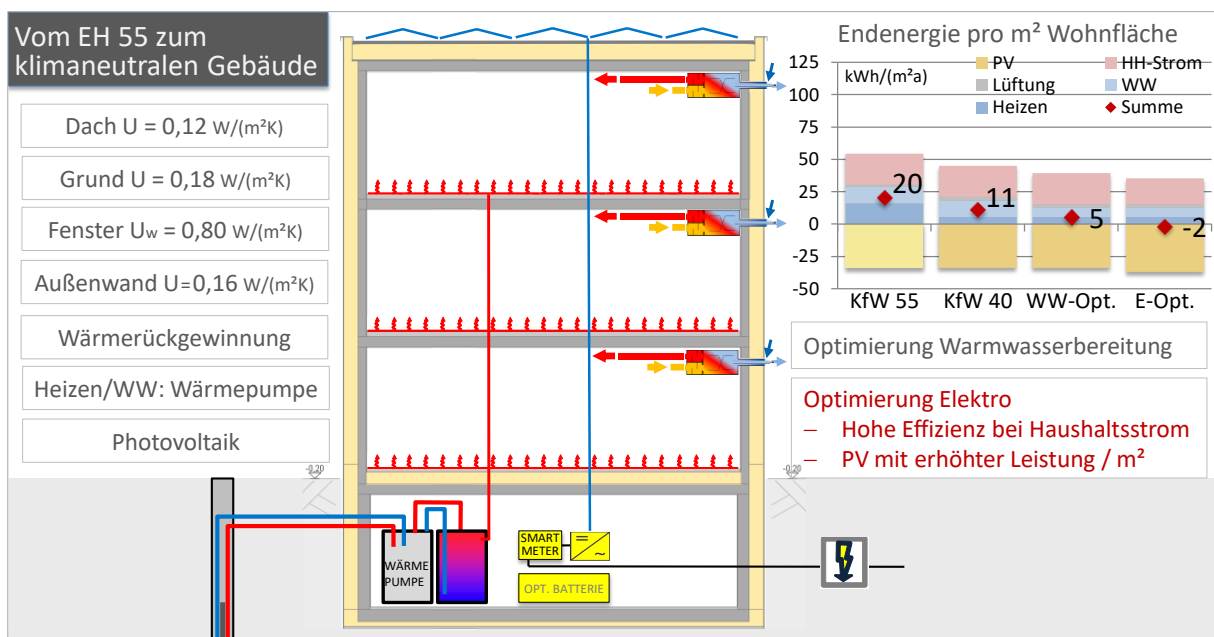 Vom EH 55 zum
klimaneutralen Gebäude
Dach U = 0,12 W/(m²K)
Grund U = 0,18 W/(m²K)
Fenster Uw = 0,80 W/(m²K)
Außenwand U=0,16 W/(m²K)
Wärmerückgewinnung
Heizen/WW: Wärmepumpe
Photovoltaik
-0,20
-0,20
WÄRME
PUMPE
SMART
METER
= ~
OPT. BATTERIE
Endenergie pro m² Wohnfläche
kWh/(m²a)
PV
HH-Strom
Lüftung
WW
Heizen
Summe
125
100
75
50
25
0
-25
-50
20
11
5
-2
KfW 55
KfW 40
WW-Opt.
E-Opt.
Optimierung Warmwasserbereitung
Optimierung Elektro
– Hohe Effizienz bei Haushaltsstrom
– PV mit erhöhter Leistung / m²